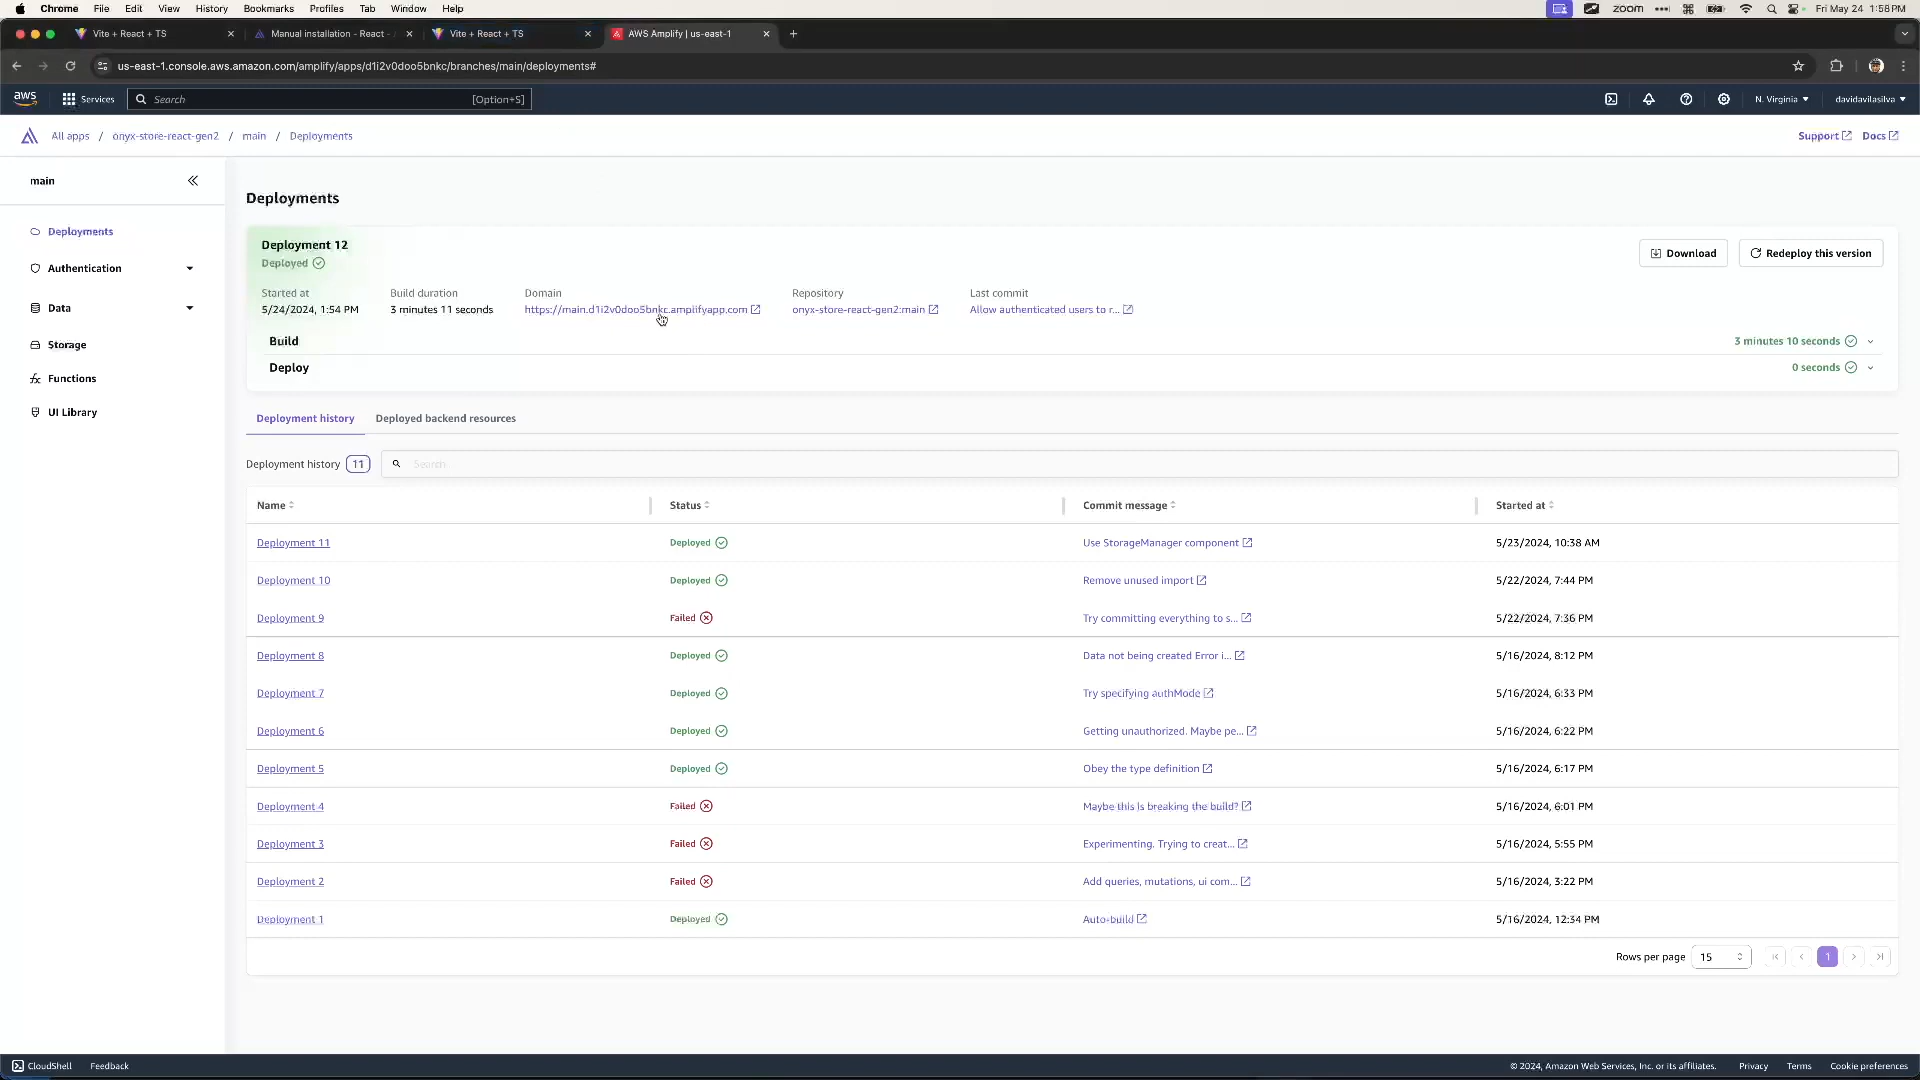 Chrome File Edit View History Bookmarks Profiles Tab Window Help zoom Fri May 24 1:58 PM
Vite + React + TS Manual installation - React - Vite + React + TS AWS Amplify | us-east-1
us-east-1.console.aws.amazon.com/amplify/apps/d1i2v0doo5bnkc/branches/main/deployments#
aws Services Search [Option+S] N. Virginia davidavilasilva
All apps / onyx-store-react-gen2 / main / Deployments Support Docs
main
Deployments
Authentication
Data
Storage
Functions
UI Library
Deployments
Deployment 12
Deployed
Download Redeploy this version
Started at Build duration Domain Repository Last commit
5/24/2024, 1:54 PM 3 minutes 11 seconds https://main.d1i2v0doo5bnkc.amplifyapp.com onyx-store-react-gen2:main Allow authenticated users to r...
Build 3 minutes 10 seconds
Deploy 0 seconds
Deployment history Deployed backend resources
Deployment history 11 Search
Name Status Commit message Started at
Deployment 11 Deployed Use StorageManager component 5/23/2024, 10:38 AM
Deployment 10 Deployed Remove unused import 5/22/2024, 7:44 PM
Deployment 9 Failed Try committing everything to s... 5/22/2024, 7:36 PM
Deployment 8 Deployed Data not being created Error i... 5/16/2024, 8:12 PM
Deployment 7 Deployed Try specifying authMode 5/16/2024, 6:33 PM
Deployment 6 Deployed Getting unauthorized. Maybe pe... 5/16/2024, 6:22 PM
Deployment 5 Deployed Obey the type definition 5/16/2024, 6:17 PM
Deployment 4 Failed Maybe this is breaking the build? 5/16/2024, 6:01 PM
Deployment 3 Failed Experimenting. Trying to creat... 5/16/2024, 5:55 PM
Deployment 2 Failed Add queries, mutations, ui com... 5/16/2024, 3:22 PM
Deployment 1 Deployed Auto-build 5/16/2024, 12:34 PM
Rows per page 15 1
CloudShell Feedback © 2024, Amazon Web Services, Inc. or its affiliates. Privacy Terms Cookie preferences